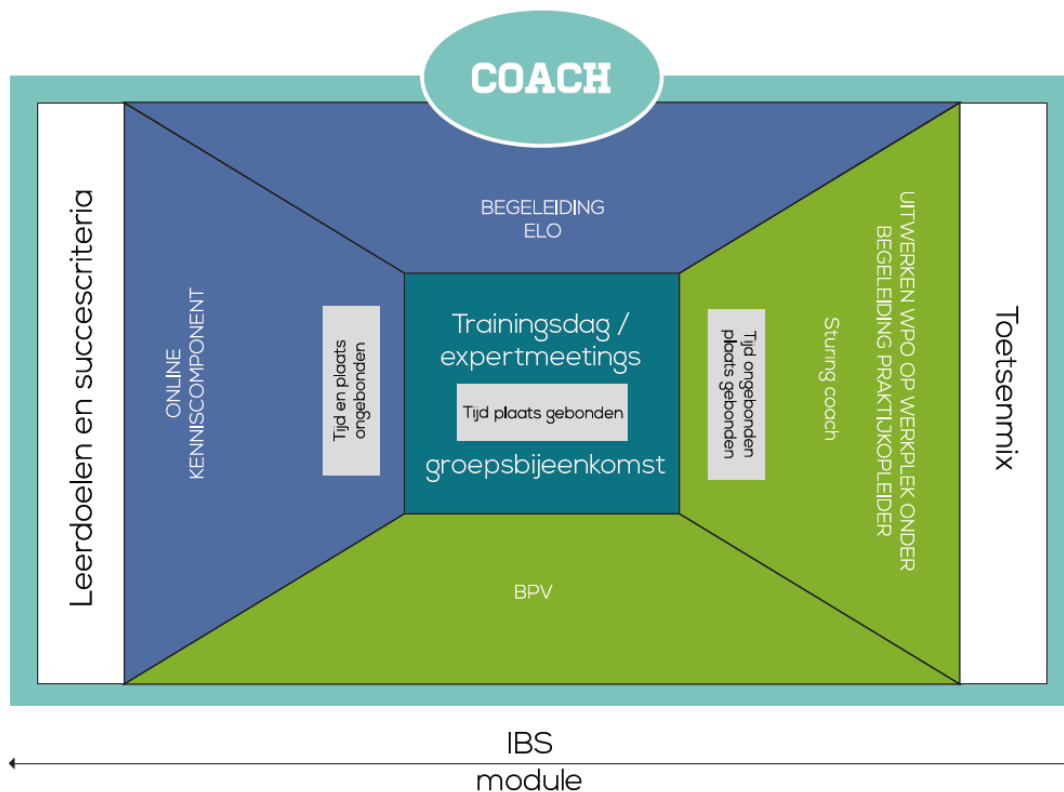 COACH
Leerdoelen en succescriteria
ONLINE
KENNISCOMPONENT
Tijd en plaats
ongebonden
BEGELEIDING
ELO
Trainingsdag /
expertmeetings
Tijd plaats gebonden
groepsbijeenkomst
BPV
Tijd ongebonden
plaats gebonden
Sturing coach
UITWERKEN WPO OP WERKPLEK ONDER
BEGELEIDING PRAKTIJKOPLEIDER
Toetsenmix
IBS
module